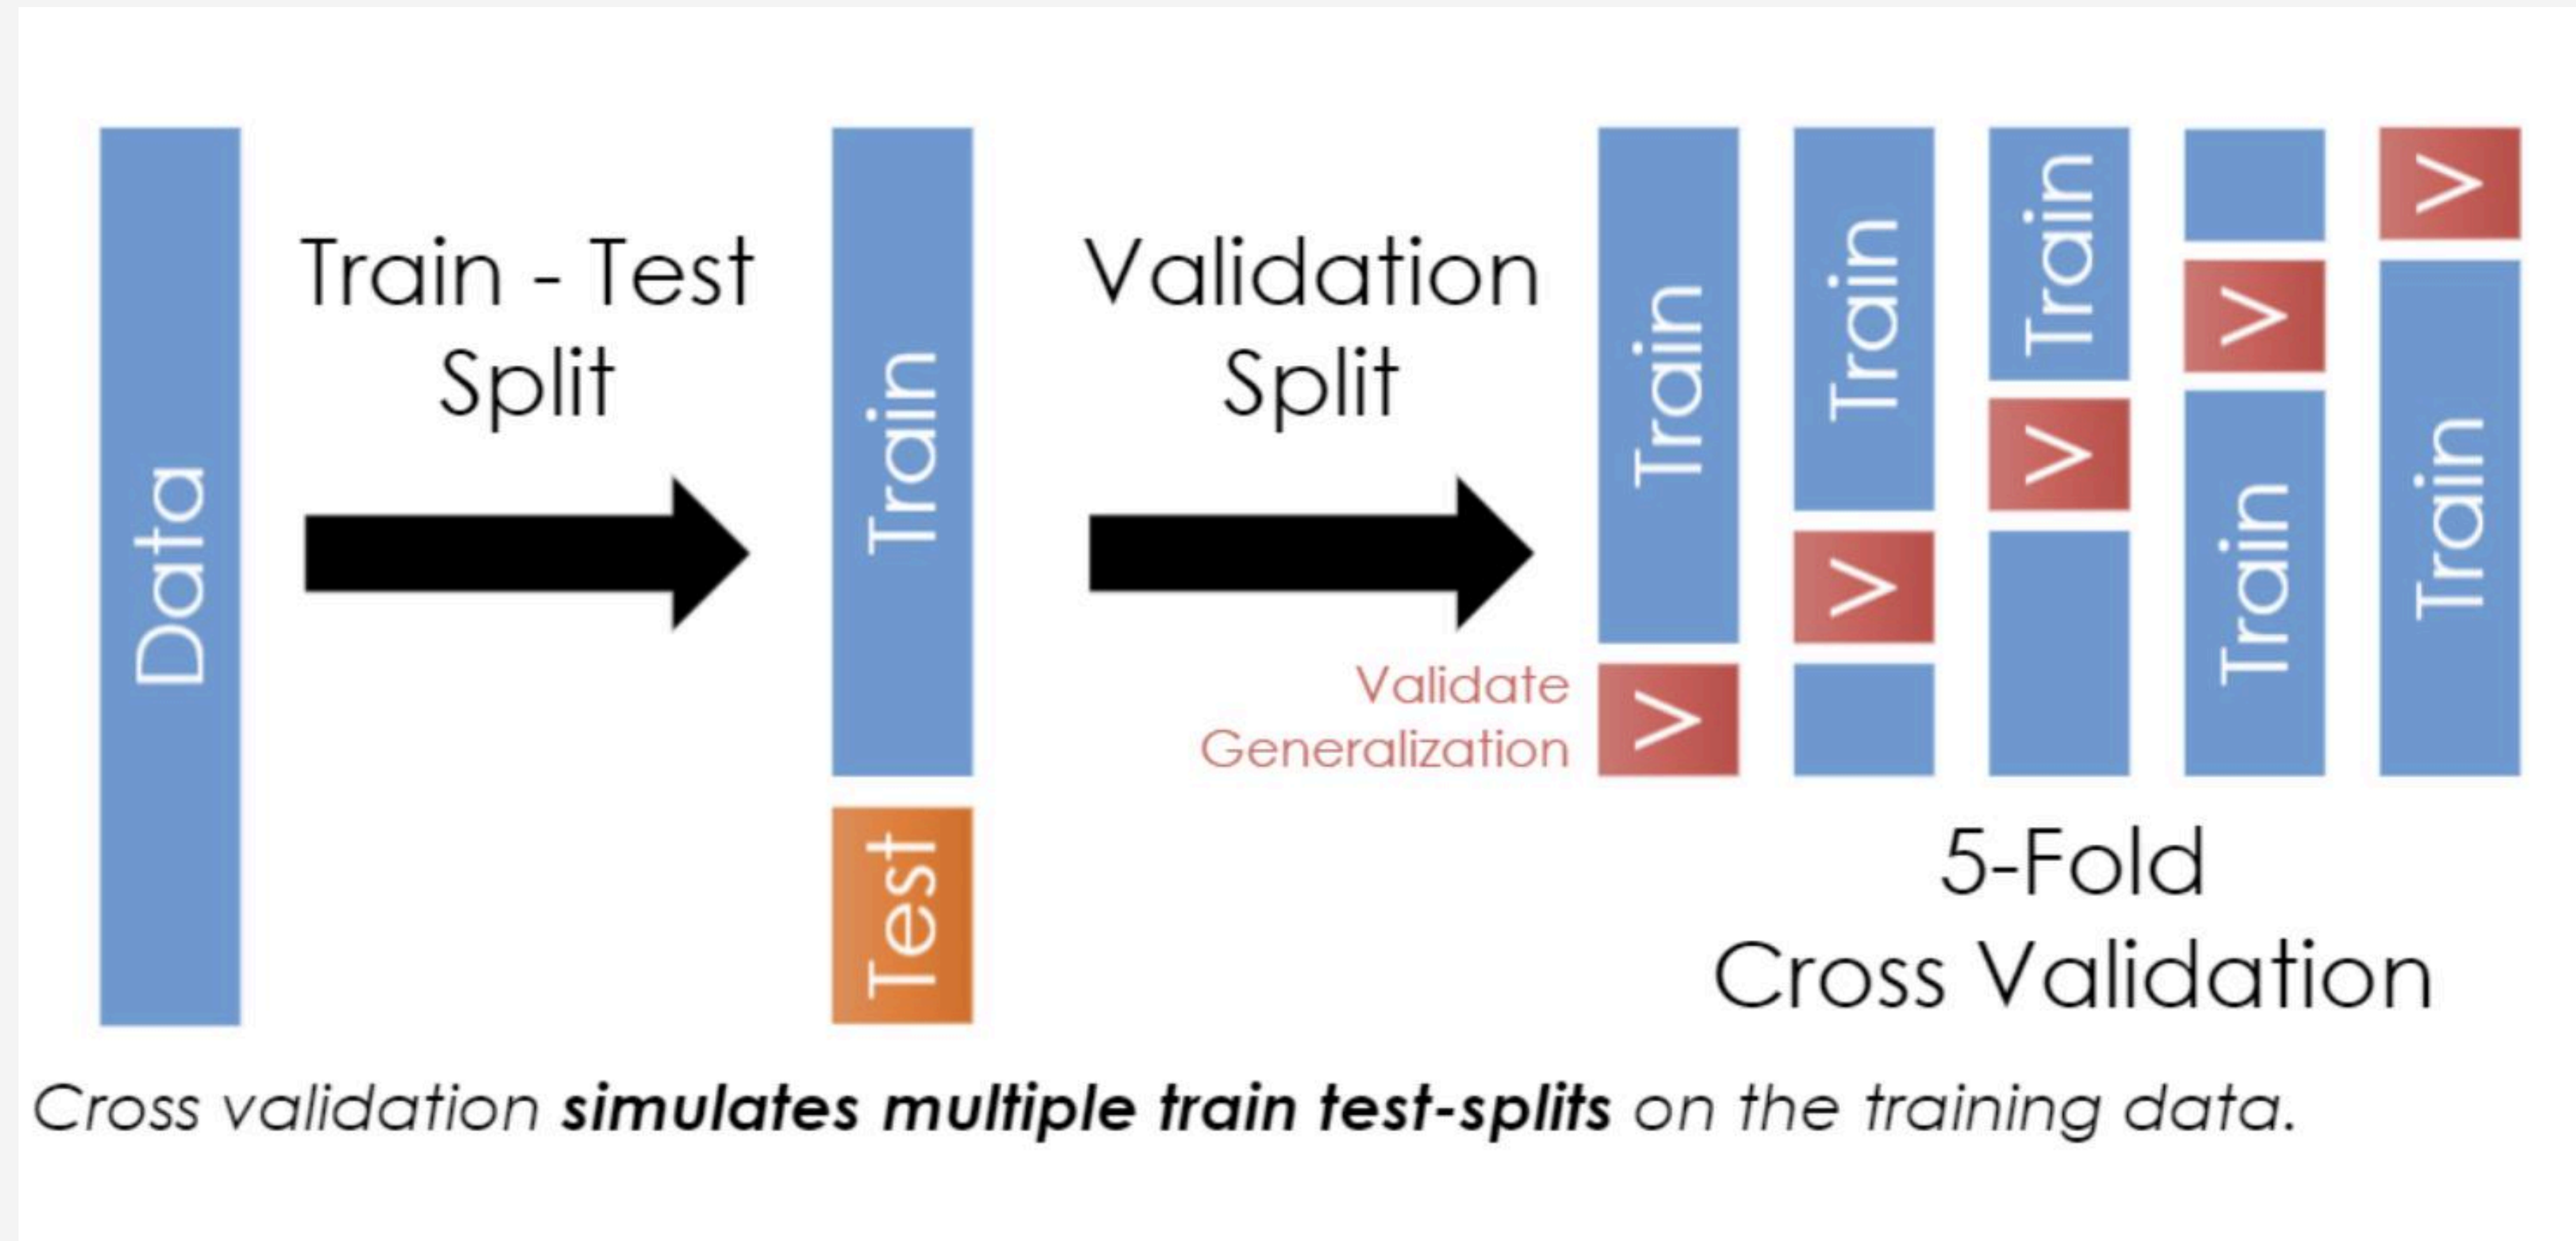 Data
Train - Test
Split
Train
Test
Validation
Split
Validate
Generalization
Train
V
Train
V
Train
V
V
Train
V
Train
5-Fold
Cross Validation
Cross validation simulates multiple train test-splits on the training data.